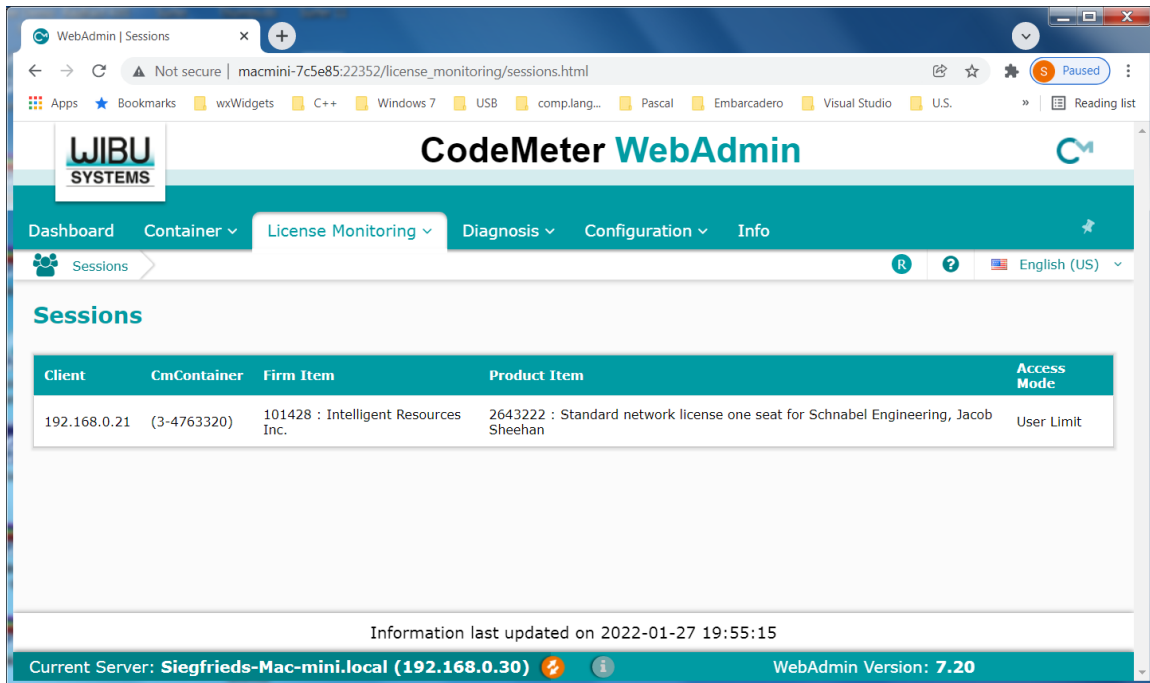 WebAdmin | Sessions
Not secure | macmini-7c5e85:22352/license_monitoring/sessions.html
S Paused
Apps Bookmarks wxWidgets C++ Windows 7 USB comp.lang... Pascal Embarcadero Visual Studio U.S. » Reading list
WIBU
SYSTEMS
CodeMeter WebAdmin
CM
Dashboard Container License Monitoring Diagnosis Configuration Info
Sessions
R ? English (US)
Sessions
Client CmContainer Firm Item Product Item Access
Mode
192.168.0.21 (3-4763320) 101428 : Intelligent Resources 2643222 : Standard network license one seat for Schnabel Engineering, Jacob User Limit
Inc. Sheehan
Information last updated on 2022-01-27 19:55:15
Current Server: Siegfrieds-Mac-mini.local (192.168.0.30) i WebAdmin Version: 7.20